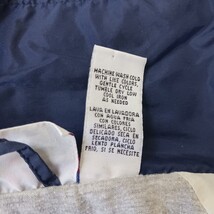 MACHINE WASH COLD
WITH LIKE COLORS,
GENTLE CYCLE
TUMBLE DRY LOW
COOL IRON
AS NEEDED
LAVA EN LAVADORA
CON AGUA FRIA
CON COLORES
SIMILARES, CICLO
DELICADO SECA EN
SECADORA, CICLO
LENTO PLANCHA
FRIO, SI SE NECESITE